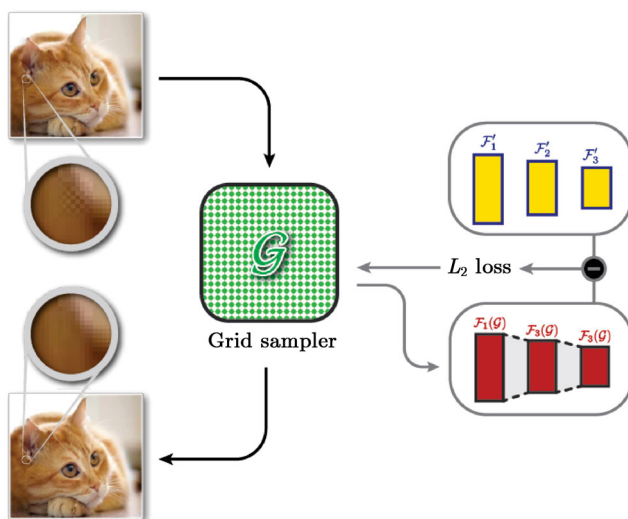 𝓕′₁ 𝓕′₂ 𝓕′₃
𝓖
L₂ loss
Grid sampler
𝓕₁(𝓖) 𝓕₃(𝓖) 𝓕₃(𝓖)